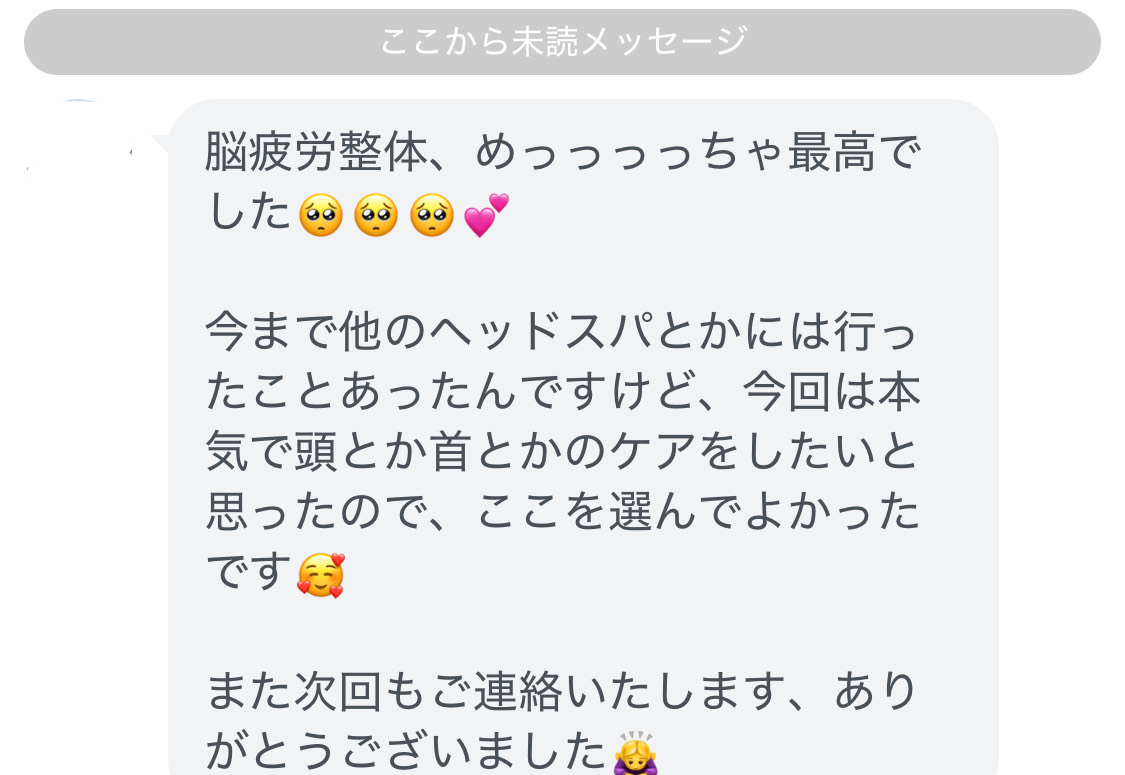 ここから未読メッセージ
脳疲労整体、めっっっっちゃ最高で
した🥺🥺🥺💕
今まで他のヘッドスパとかには行っ
たことあったんですけど、今回は本
気で頭とか首とかのケアをしたいと
思ったので、ここを選んでよかった
です🥰
また次回もご連絡いたします、あり
がとうございました🙇‍♀️